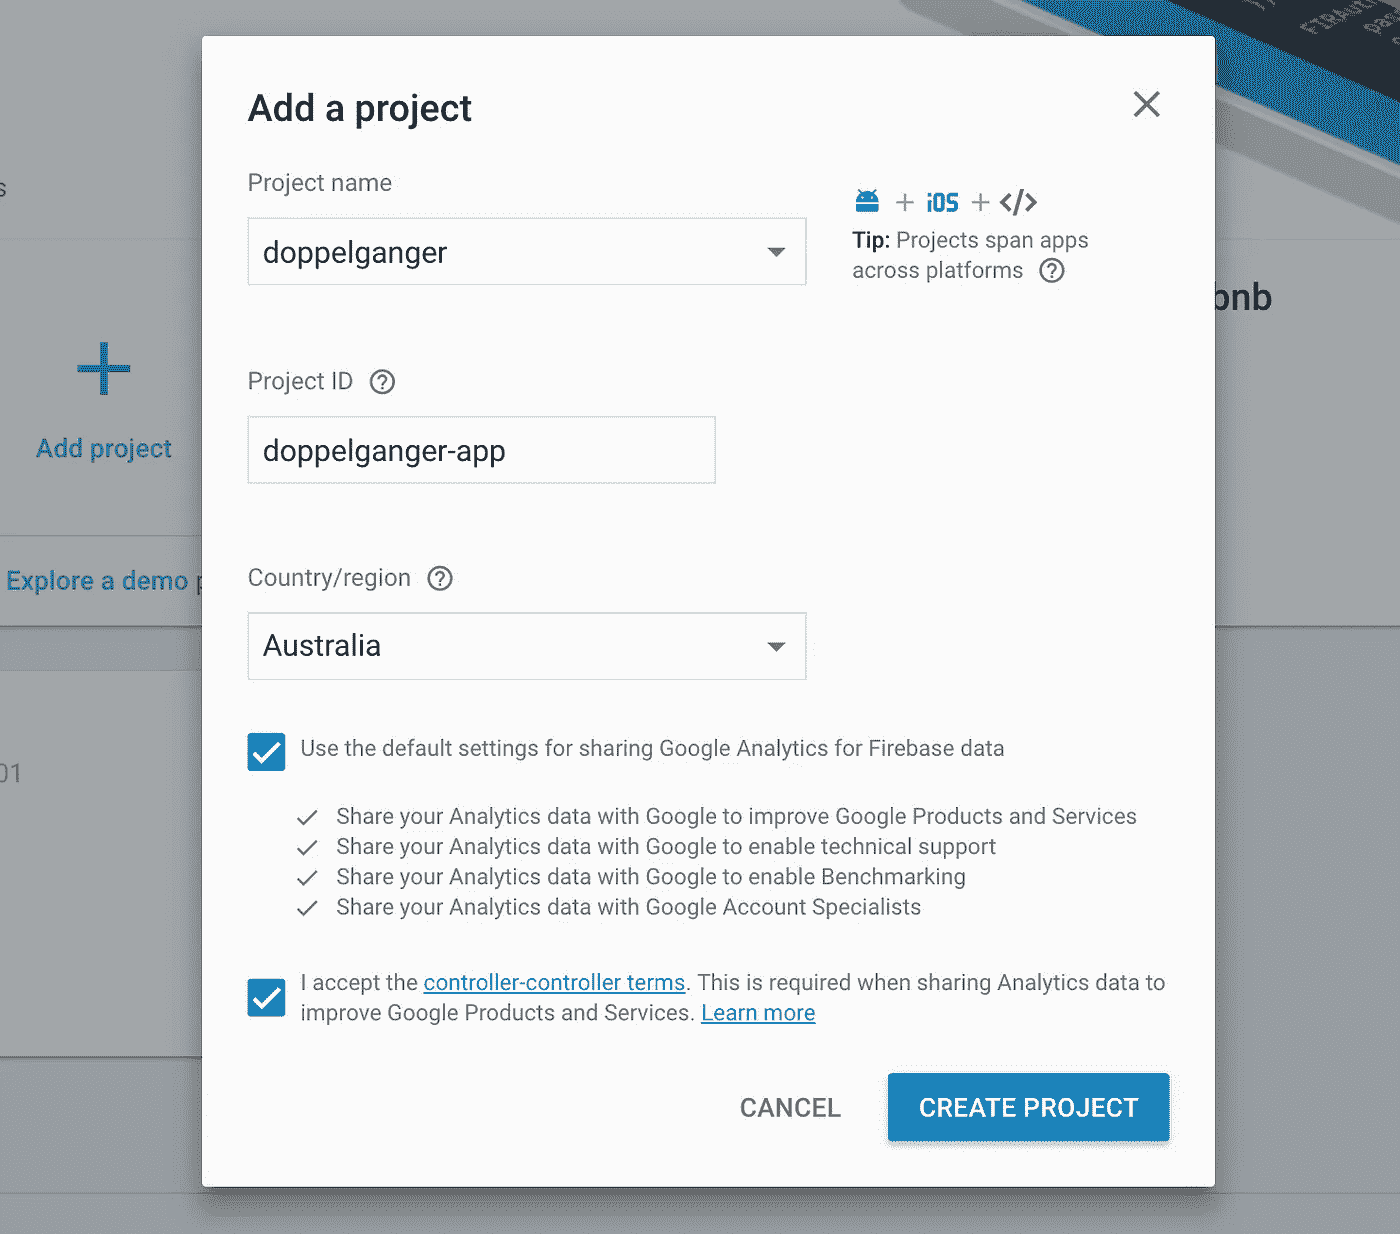 Add a project
Project name
doppelganger
+ iOS + </>
Tip: Projects span apps
across platforms
Project ID
doppelganger-app
Country/region
Australia
Use the default settings for sharing Google Analytics for Firebase data
Share your Analytics data with Google to improve Google Products and Services
Share your Analytics data with Google to enable technical support
Share your Analytics data with Google to enable Benchmarking
Share your Analytics data with Google Account Specialists
I accept the controller-controller terms. This is required when sharing Analytics data to
improve Google Products and Services. Learn more
CANCEL
CREATE PROJECT
s
Add project
Explore a demo p
01
bnb